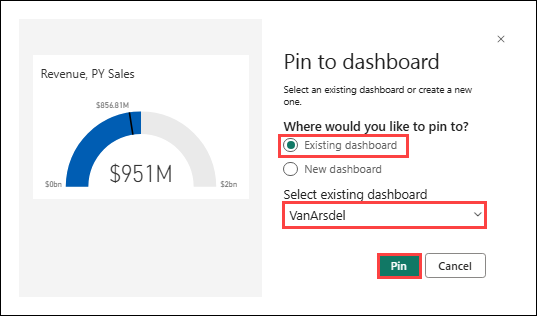 Revenue, PY Sales
$856.81M
$951M
$0bn
$2bn
Pin to dashboard
Select an existing dashboard or create a new
one.
Where would you like to pin to?
Existing dashboard
New dashboard
Select existing dashboard
VanArsdel
Pin
Cancel